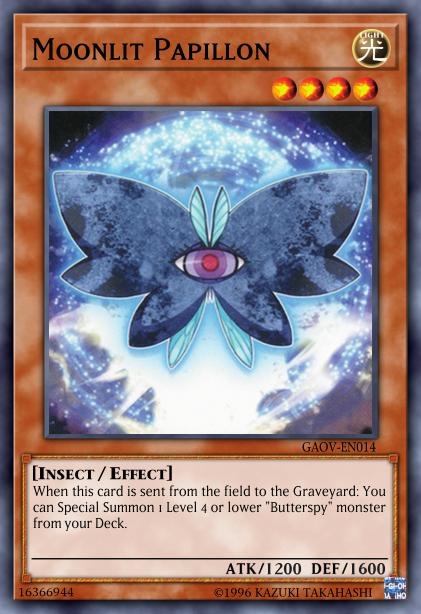 Moonlit Papillon
LIGHT
光
GAOV-EN014
[Insect / Effect]
When this card is sent from the field to the Graveyard: You
can Special Summon 1 Level 4 or lower "Butterspy" monster
from your Deck.
ATK/1200 DEF/1600
16366944
©1996 KAZUKI TAKAHASHI